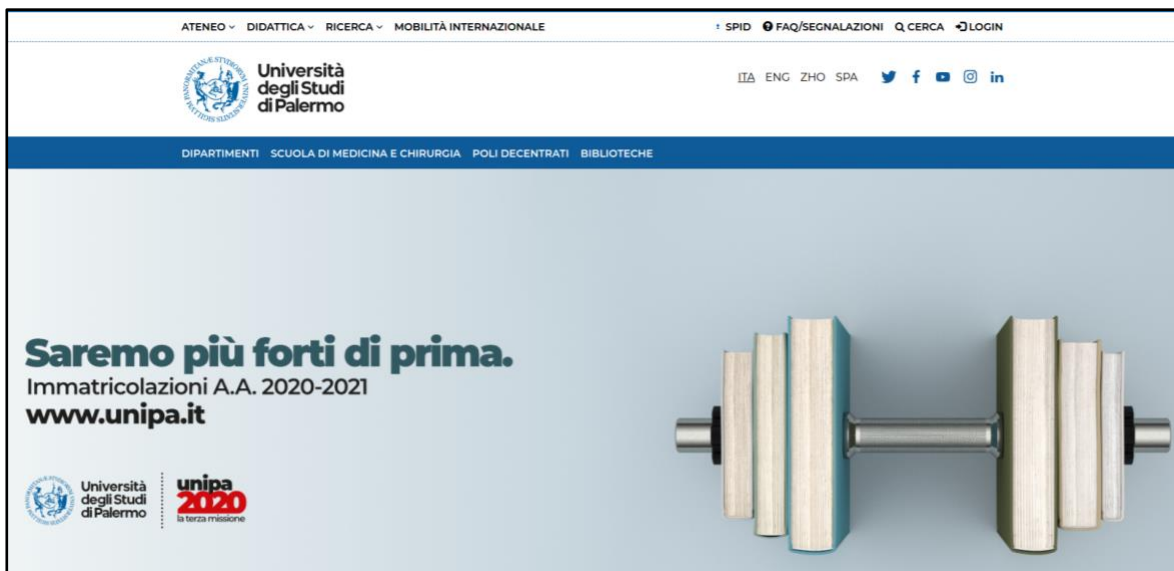 ATENEO DIDATTICA RICERCA MOBILITÀ INTERNAZIONALE
SPID FAQ/SEGNALAZIONI CERCA LOGIN
Università
degli Studi
di Palermo
ITA ENG ZHO SPA
DIPARTIMENTI SCUOLA DI MEDICINA E CHIRURGIA POLI DECENTRATI BIBLIOTECHE
Saremo più forti di prima.
Immatricolazioni A.A. 2020-2021
www.unipa.it
Università
degli Studi
di Palermo
unipa
2020
la terza missione